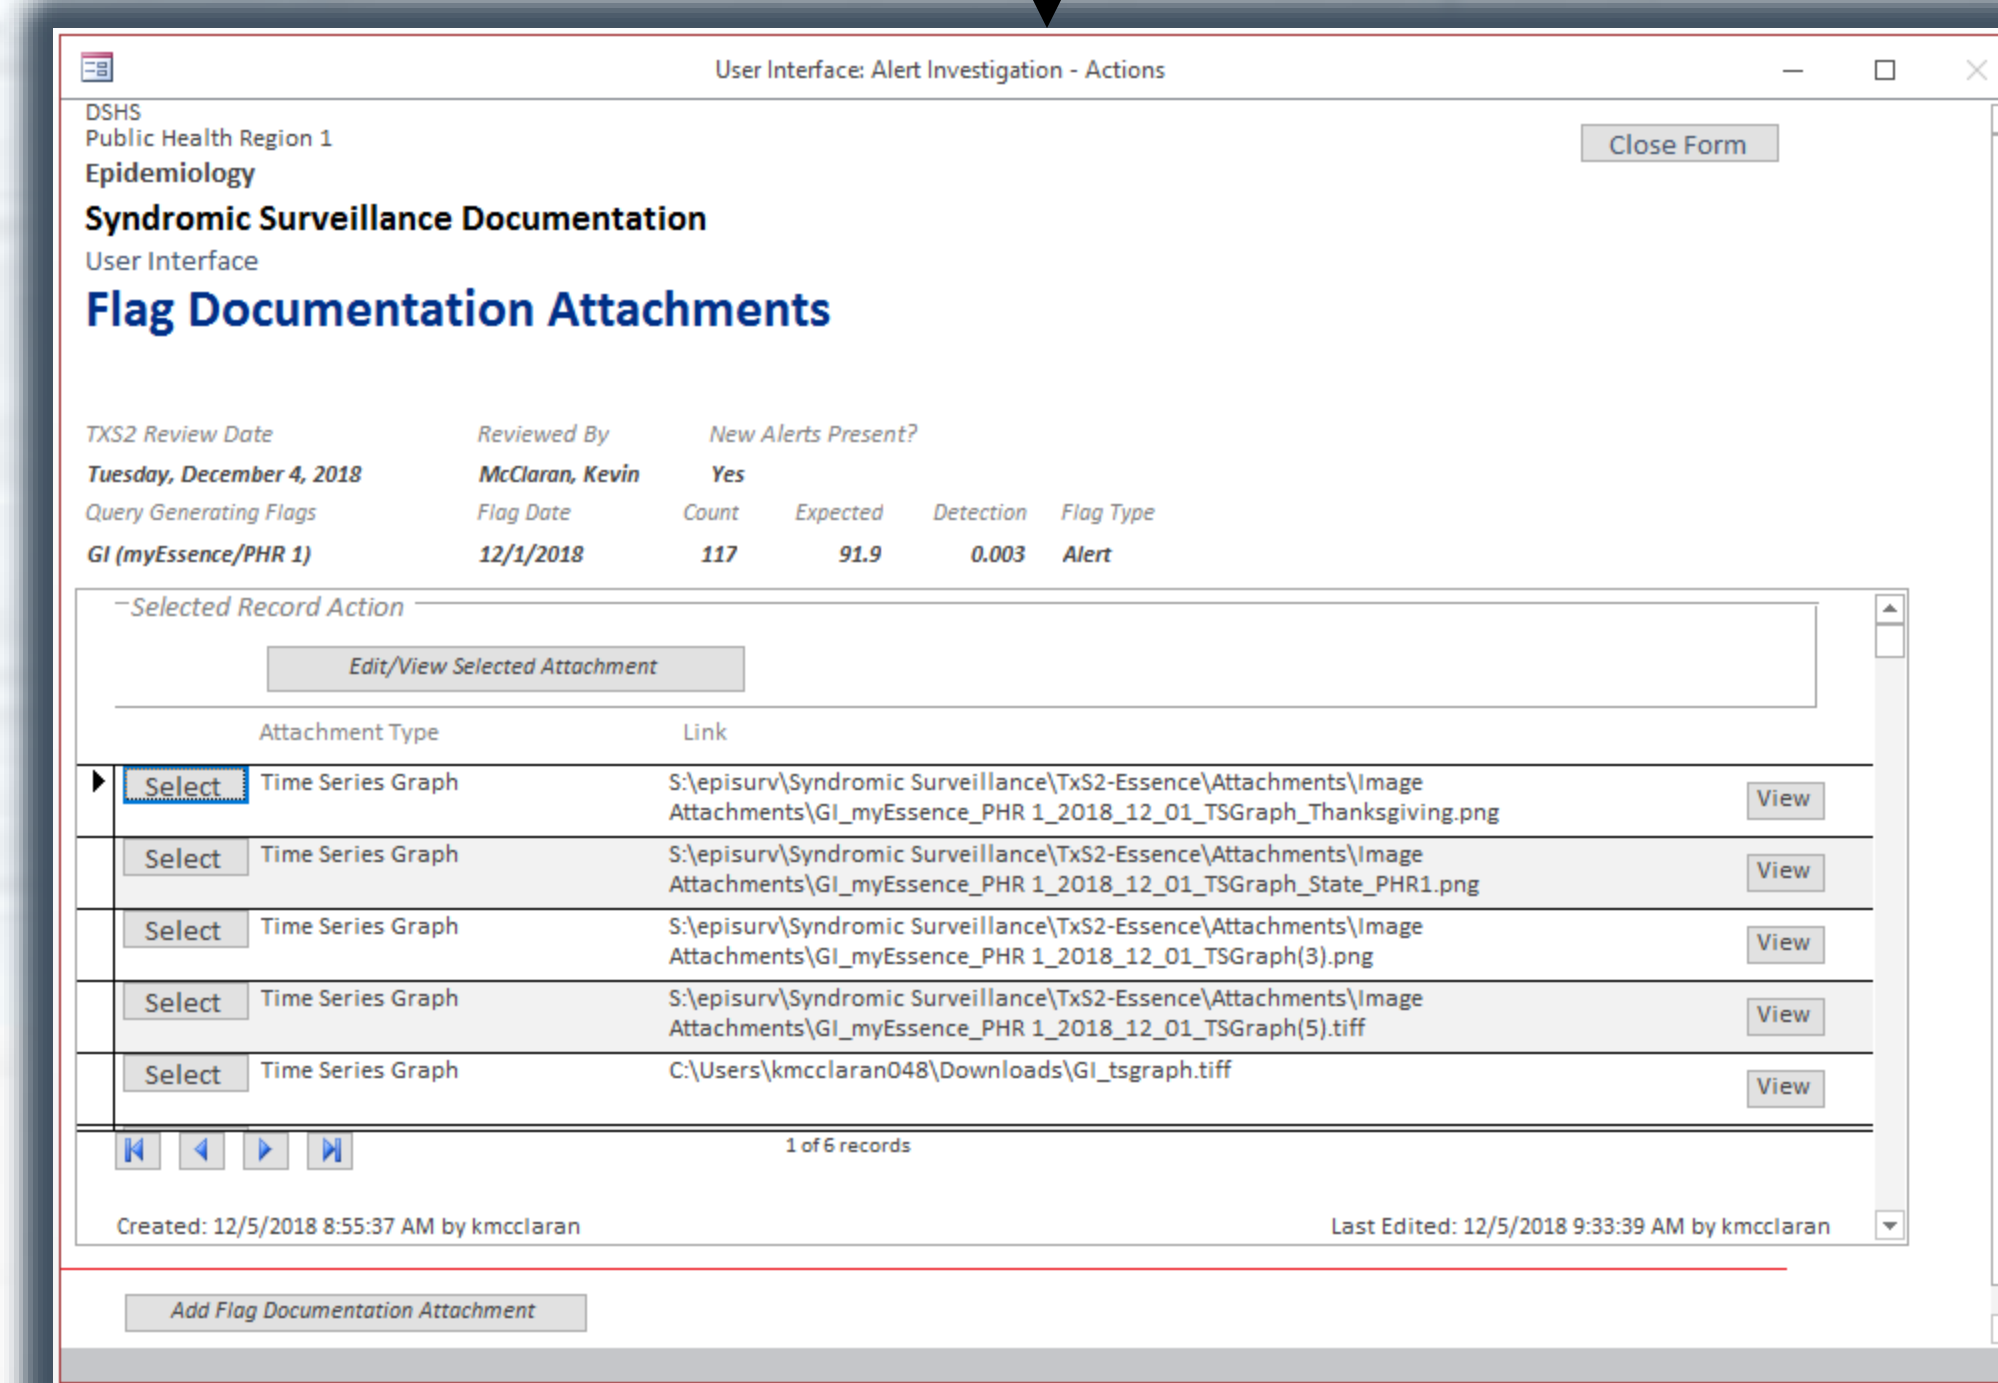 User Interface: Alert Investigation - Actions
DSHS
Public Health Region 1
Close Form
Epidemiology
Syndromic Surveillance Documentation
User Interface
Flag Documentation Attachments
TXS2 Review Date Reviewed By New Alerts Present?
Tuesday, December 4, 2018 McClaran, Kevin Yes
Query Generating Flags Flag Date Count Expected Detection Flag Type
GI (myEssence/PHR 1) 12/1/2018 117 91.9 0.003 Alert
Selected Record Action
Edit/View Selected Attachment
Attachment Type Link
Select Time Series Graph S:\episurv\Syndromic Surveillance\TxS2-Essence\Attachments\Image
Attachments\GI_myEssence_PHR 1_2018_12_01_TSGraph_Thanksgiving.png View
Select Time Series Graph S:\episurv\Syndromic Surveillance\TxS2-Essence\Attachments\Image
Attachments\GI_myEssence_PHR 1_2018_12_01_TSGraph_State_PHR1.png View
Select Time Series Graph S:\episurv\Syndromic Surveillance\TxS2-Essence\Attachments\Image
Attachments\GI_myEssence_PHR 1_2018_12_01_TSGraph(3).png View
Select Time Series Graph S:\episurv\Syndromic Surveillance\TxS2-Essence\Attachments\Image
Attachments\GI_myEssence_PHR 1_2018_12_01_TSGraph(5).tiff View
Select Time Series Graph C:\Users\kmcclaran048\Downloads\GI_tsgraph.tiff View
1 of 6 records
Created: 12/5/2018 8:55:37 AM by kmcclaran Last Edited: 12/5/2018 9:33:39 AM by kmcclaran
Add Flag Documentation Attachment